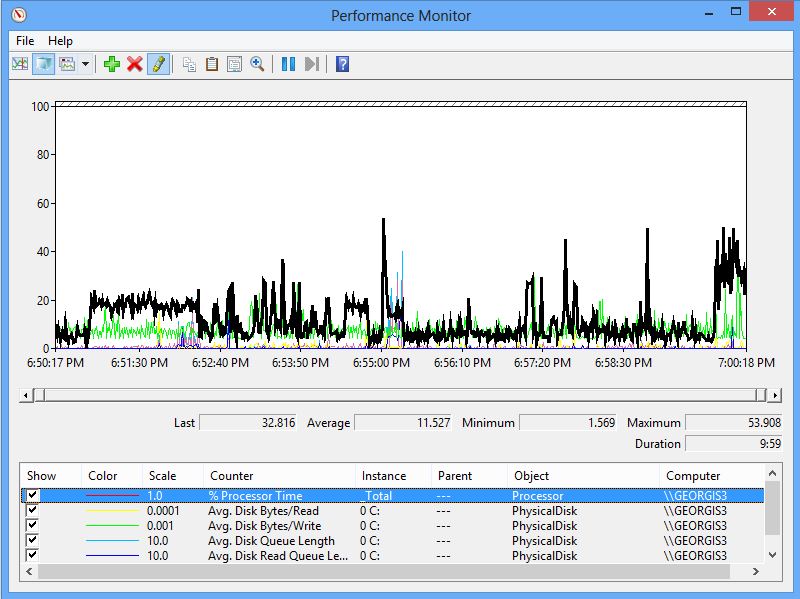 Performance Monitor
File Help
100
80
60
40
20
0
6:50:17 PM 6:51:30 PM 6:52:40 PM 6:53:50 PM 6:55:00 PM 6:56:10 PM 6:57:20 PM 6:58:30 PM 7:00:18 PM
Last 32.816 Average 11.527 Minimum 1.569 Maximum 53.908
Duration 9:59
Show Color Scale Counter Instance Parent Object Computer
1.0 % Processor Time _Total --- Processor \\GEORGIS3
0.0001 Avg. Disk Bytes/Read 0 C: --- PhysicalDisk \\GEORGIS3
0.001 Avg. Disk Bytes/Write 0 C: --- PhysicalDisk \\GEORGIS3
10.0 Avg. Disk Queue Length 0 C: --- PhysicalDisk \\GEORGIS3
10.0 Avg. Disk Read Queue Le... 0 C: --- PhysicalDisk \\GEORGIS3